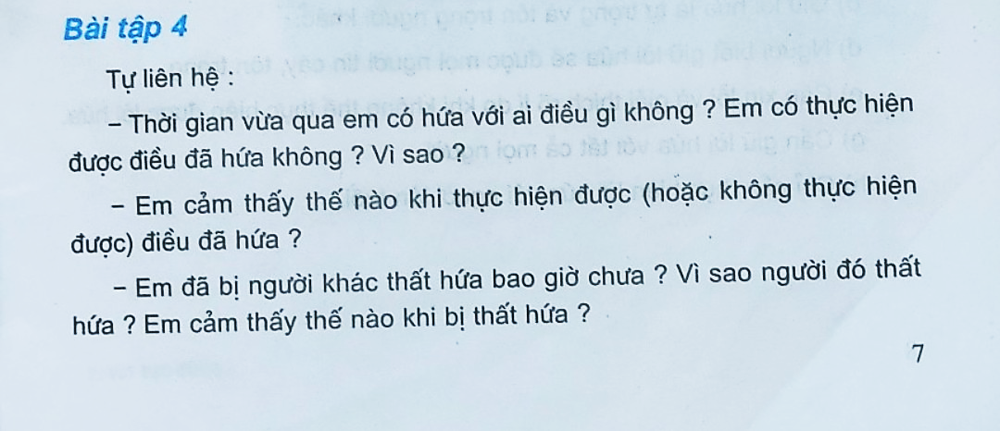 Bài tập 4
Tự liên hệ :
– Thời gian vừa qua em có hứa với ai điều gì không ? Em có thực hiện
được điều đã hứa không ? Vì sao ?
– Em cảm thấy thế nào khi thực hiện được (hoặc không thực hiện
được) điều đã hứa ?
– Em đã bị người khác thất hứa bao giờ chưa ? Vì sao người đó thất
hứa ? Em cảm thấy thế nào khi bị thất hứa ?
7